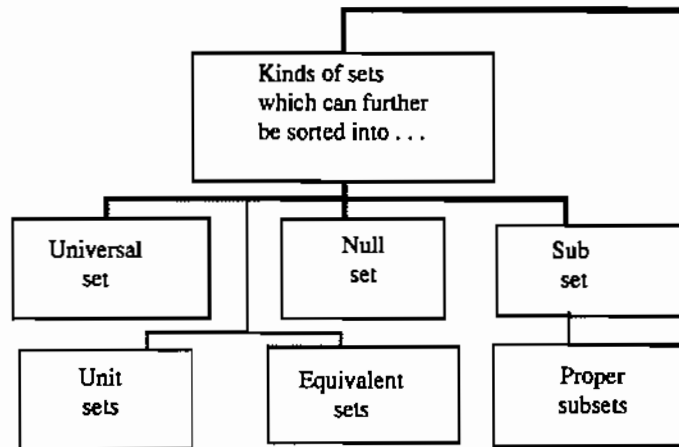 Kinds of sets
which can further
be sorted into . . .
Universal
set
Null
set
Sub
set
Unit
sets
Equivalent
sets
Proper
subsets